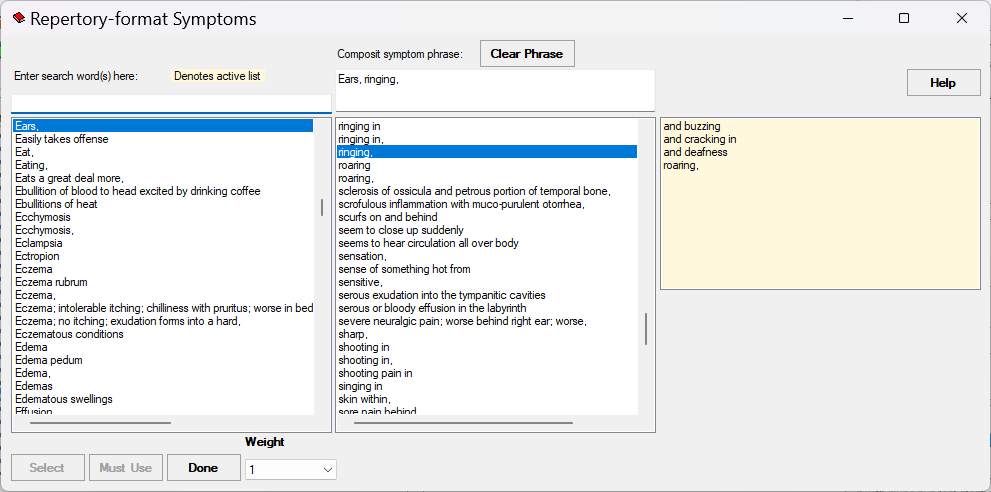 Repertory-format Symptoms
Composit symptom phrase:
Clear Phrase
Enter search word(s) here:
Denotes active list
Ears, ringing,
Help
Ears,
Easily takes offense
Eat,
Eating,
Eats a great deal more,
Ebullition of blood to head excited by drinking coffee
Ebullitions of heat
Ecchymosis
Ecchymosis,
Eclampsia
Ectropion
Eczema
Eczema rubrum
Eczema,
Eczema; intolerable itching; chilliness with pruritus; worse in bed
Eczema; no itching; exudation forms into a hard,
Eczematous conditions
Edema
Edema pedum
Edema,
Edemas
Edematous swellings
Effusion
ringing in
ringing in,
ringing,
roaring
roaring,
sclerosis of ossicula and petrous portion of temporal bone,
scrofulous inflammation with muco-purulent otorrhea,
scurfs on and behind
seem to close up suddenly
seems to hear circulation all over body
sensation,
sense of something hot from
sensitive,
serous exudation into the tympanitic cavities
serous or bloody effusion in the labyrinth
severe neuralgic pain; worse behind right ear; worse,
sharp,
shooting in
shooting in,
shooting pain in
singing in
skin within,
sore pain behind
and buzzing
and cracking in
and deafness
roaring,
Weight
Select
Must Use
Done
1